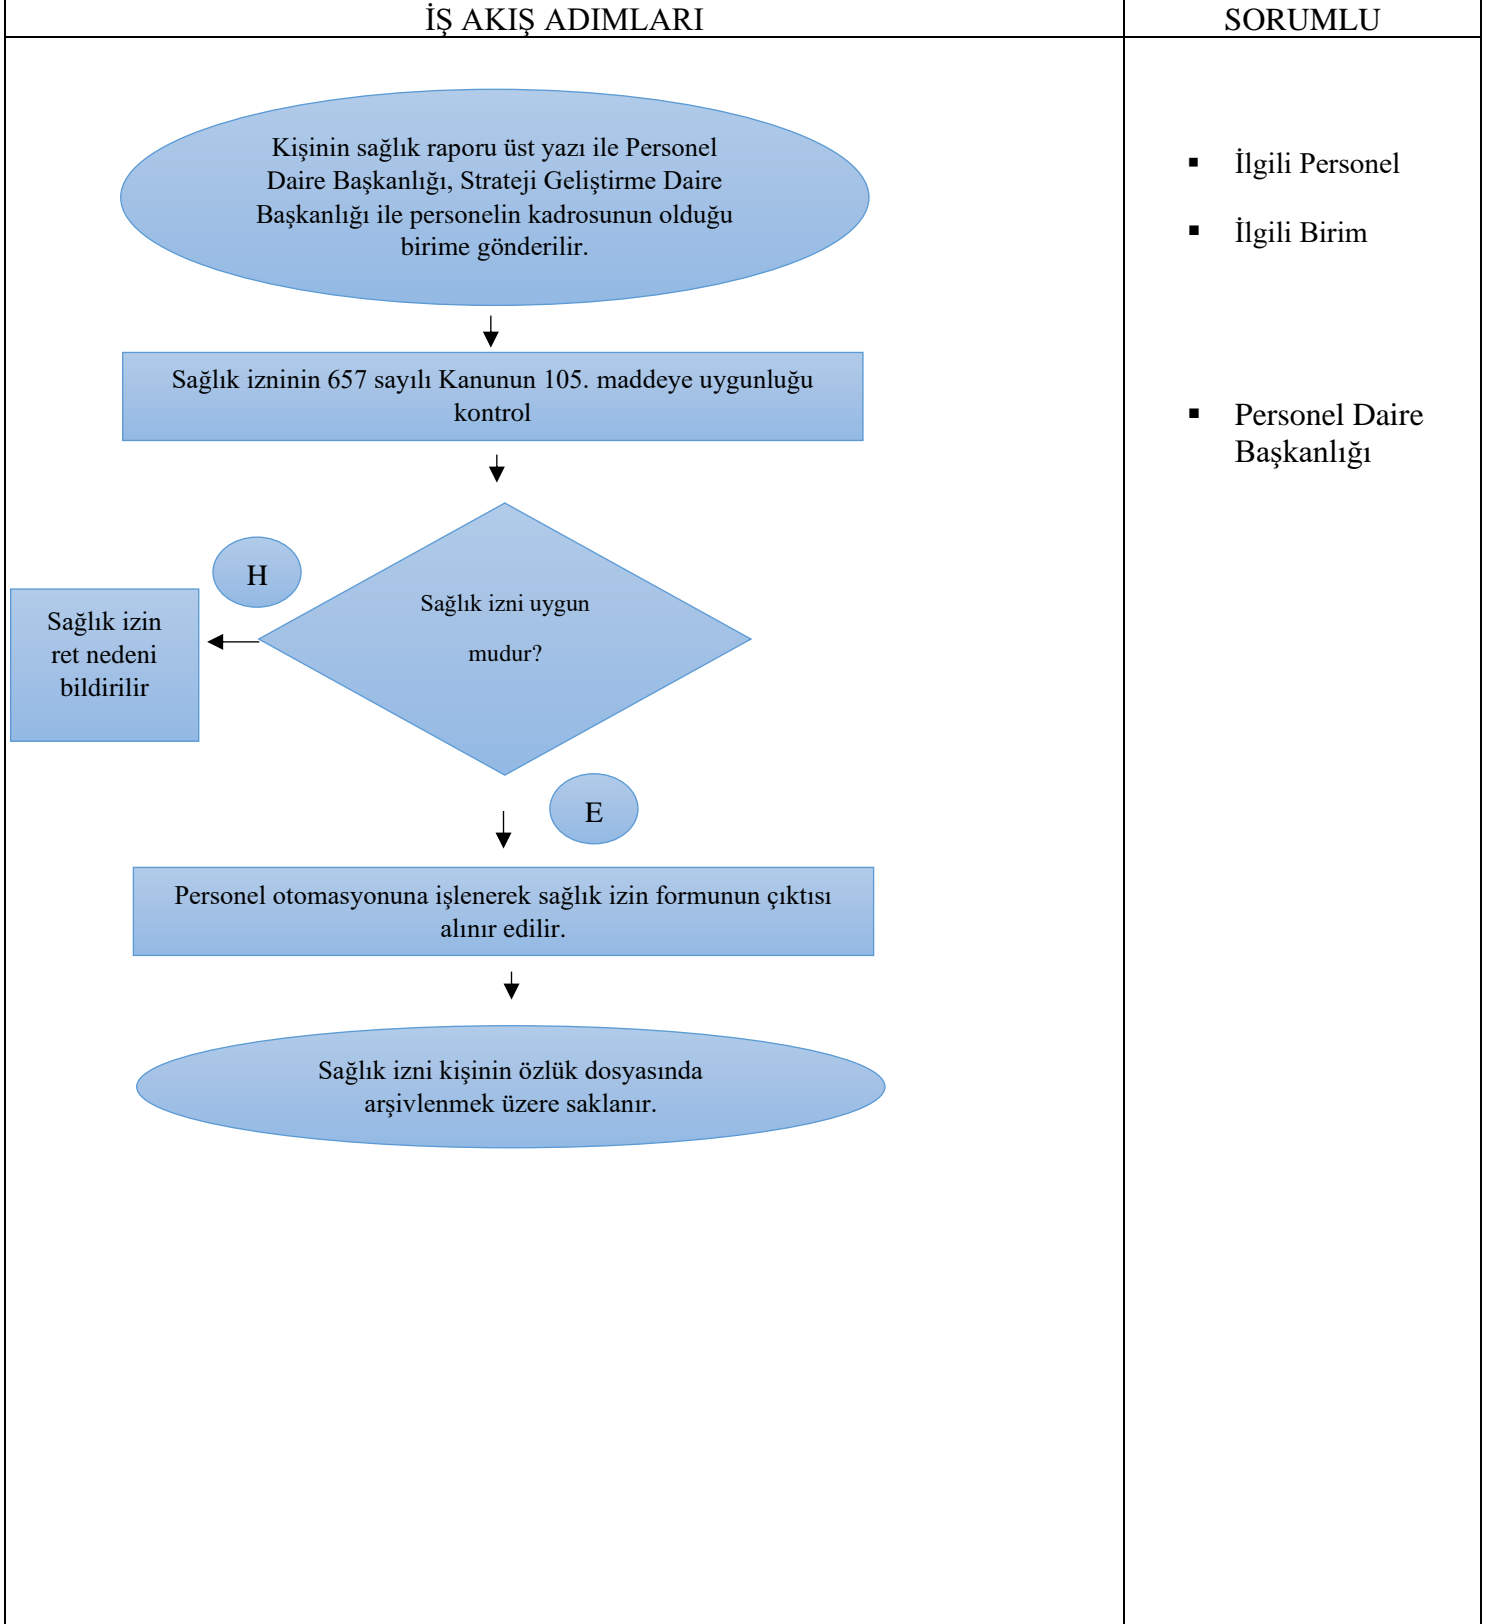 İŞ AKIŞ ADIMLARI
SORUMLU
Kişinin sağlık raporu üst yazı ile Personel
Daire Başkanlığı, Strateji Geliştirme Daire
Başkanlığı ile personelin kadrosunun olduğu
birime gönderilir.
▪ İlgili Personel
▪ İlgili Birim
Sağlık izninin 657 sayılı Kanunun 105. maddeye uygunluğu
kontrol
▪ Personel Daire
Başkanlığı
H
Sağlık izni uygun
mudur?
Sağlık izin
ret nedeni
bildirilir
E
Personel otomasyonuna işlenerek sağlık izin formunun çıktısı
alınır edilir.
Sağlık izni kişinin özlük dosyasında
arşivlenmek üzere saklanır.